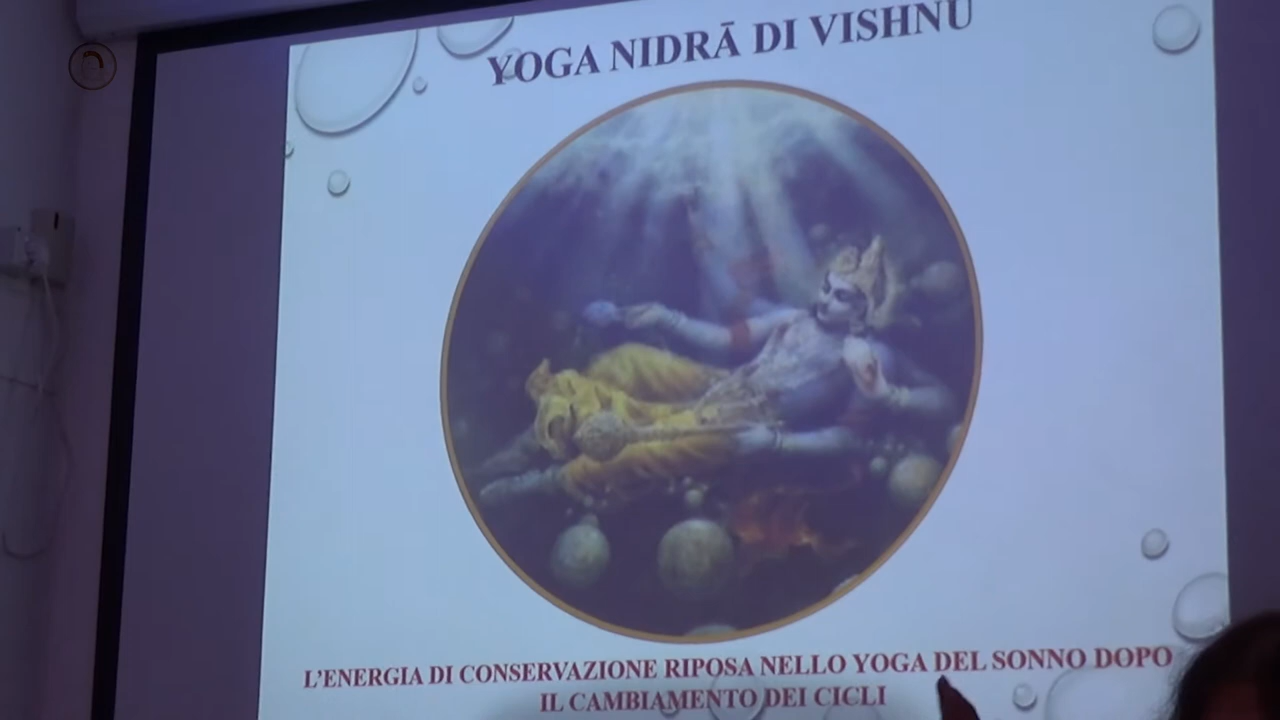 YOGA NIDRĀ DI VISHNU
L'ENERGIA DI CONSERVAZIONE RIPOSA NELLO YOGA DEL SONNO DOPO
IL CAMBIAMENTO DEI CICLI